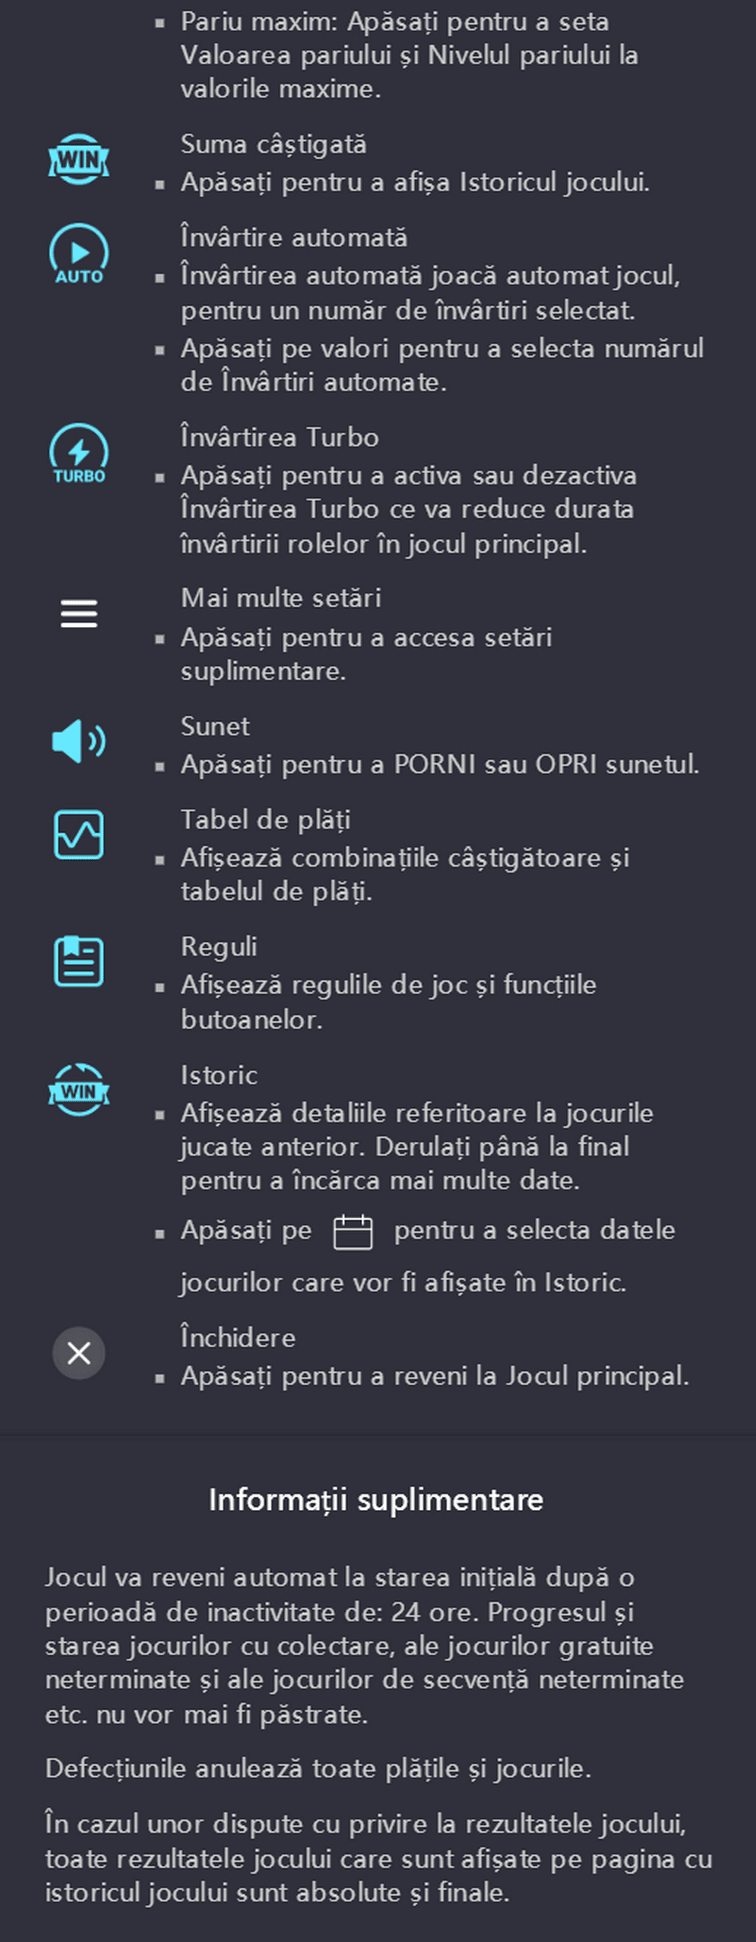 ▪ Pariu maxim: Apăsați pentru a seta
Valoarea pariului și Nivelul pariului la
valorile maxime.
WIN
Suma câștigată
▪ Apăsați pentru a afișa Istoricul jocului.
AUTO
Învârtire automată
▪ Învârtirea automată joacă automat jocul,
pentru un număr de învârtiri selectat.
▪ Apăsați pe valori pentru a selecta numărul
de Învârtiri automate.
TURBO
Învârtirea Turbo
▪ Apăsați pentru a activa sau dezactiva
Învârtirea Turbo ce va reduce durata
învârtirii rolelor în jocul principal.
Mai multe setări
▪ Apăsați pentru a accesa setări
suplimentare.
Sunet
▪ Apăsați pentru a PORNI sau OPRI sunetul.
Tabel de plăți
▪ Afișează combinațiile câștigătoare și
tabelul de plăți.
Reguli
▪ Afișează regulile de joc și funcțiile
butoanelor.
WIN
Istoric
▪ Afișează detaliile referitoare la jocurile
jucate anterior. Derulați până la final
pentru a încărca mai multe date.
▪ Apăsați pe pentru a selecta datele
jocurilor care vor fi afișate în Istoric.
Închidere
▪ Apăsați pentru a reveni la Jocul principal.
Informații suplimentare
Jocul va reveni automat la starea inițială după o
perioadă de inactivitate de: 24 ore. Progresul și
starea jocurilor cu colectare, ale jocurilor gratuite
neterminate și ale jocurilor de secvență neterminate
etc. nu vor mai fi păstrate.
Defecțiunile anulează toate plățile și jocurile.
În cazul unor dispute cu privire la rezultatele jocului,
toate rezultatele jocului care sunt afișate pe pagina cu
istoricul jocului sunt absolute și finale.